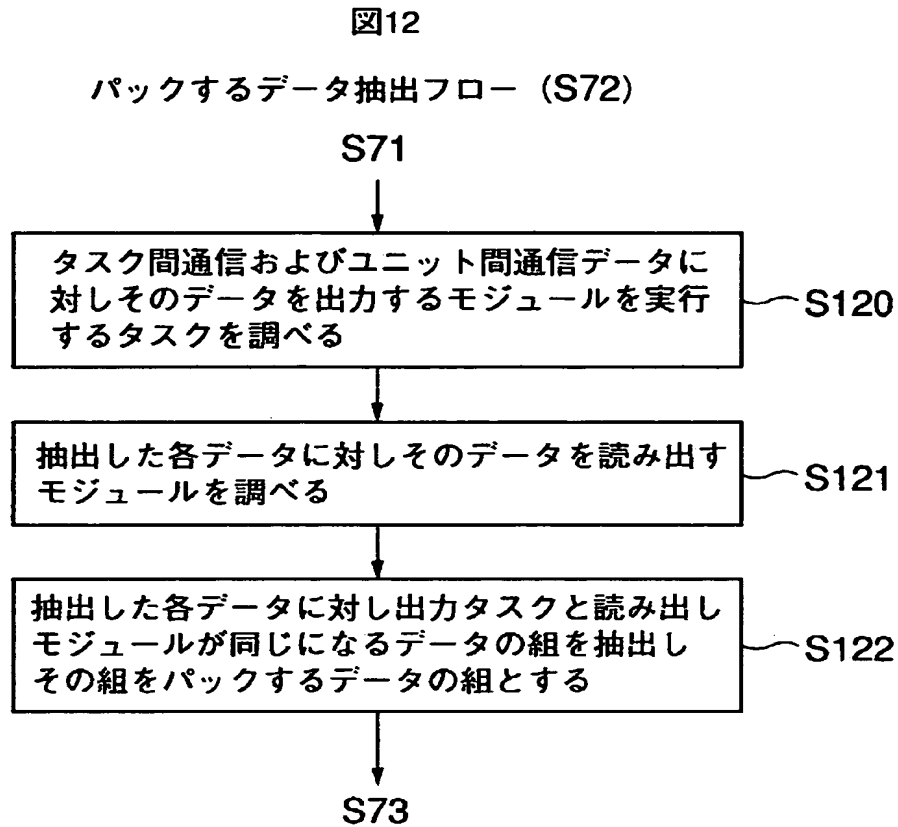 図12
パックするデータ抽出フロー (S72)
S71
タスク間通信およびユニット間通信データに
対しそのデータを出力するモジュールを実行
するタスクを調べる
S120
抽出した各データに対しそのデータを読み出す
モジュールを調べる
S121
抽出した各データに対し出力タスクと読み出し
モジュールが同じになるデータの組を抽出し
その組をパックするデータの組とする
S122
S73